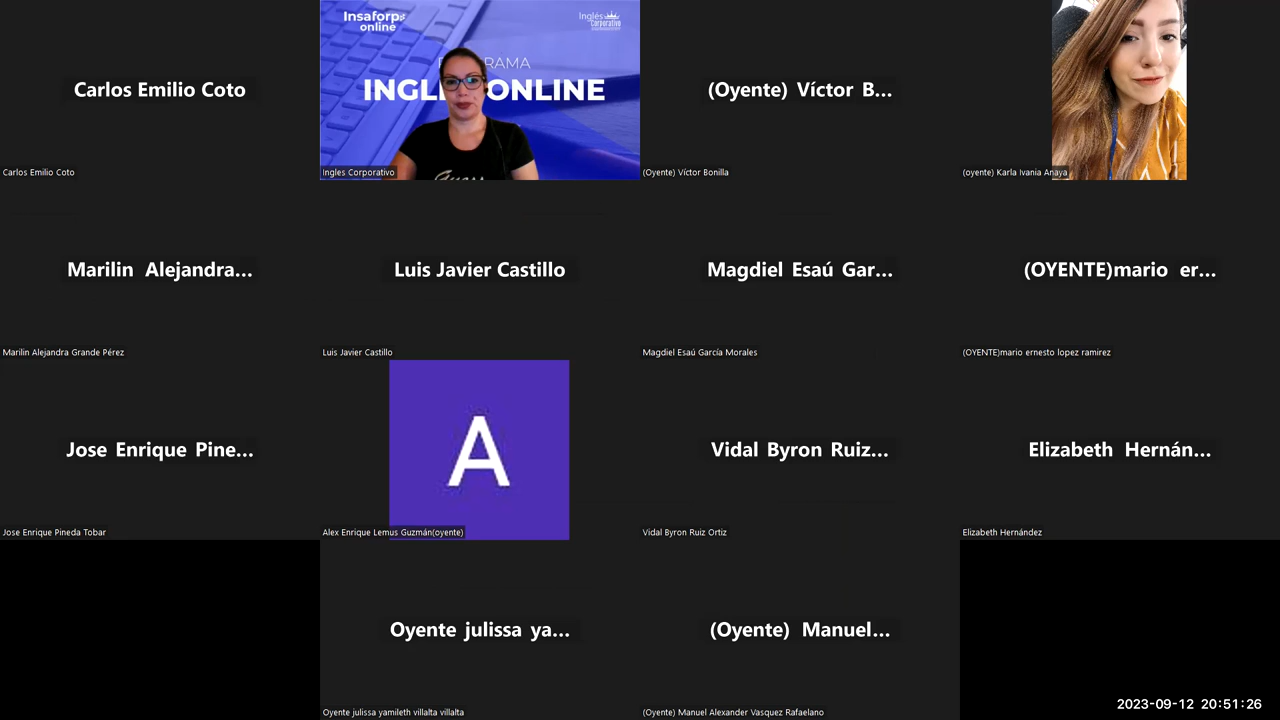 Carlos Emilio Coto
Carlos Emilio Coto
Insaforp
online
Inglés
Corporativo
INGL ONLINE
Guess
Ingles Corporativo
(Oyente) Víctor B...
(Oyente) Víctor Bonilla
(oyente) Karla Ivania Anaya
Marilin Alejandra...
Marilin Alejandra Grande Pérez
Luis Javier Castillo
Luis Javier Castillo
Magdiel Esaú Gar...
Magdiel Esaú García Morales
(OYENTE)mario er...
(OYENTE)mario ernesto lopez ramirez
Jose Enrique Pine...
Jose Enrique Pineda Tobar
A
Alex Enrique Lemus Guzmán(oyente)
Vidal Byron Ruiz...
Vidal Byron Ruiz Ortiz
Elizabeth Hernán...
Elizabeth Hernández
Oyente julissa ya...
Oyente julissa yamileth villalta villalta
(Oyente) Manuel...
(Oyente) Manuel Alexander Vasquez Rafaelano
2023-09-12 20:51:26